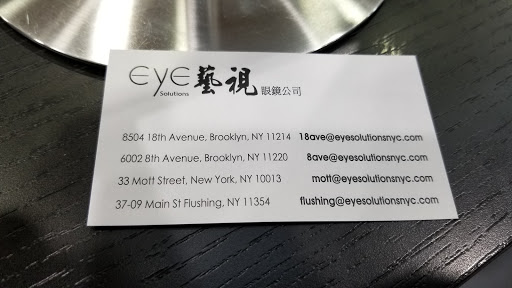 EyE Solutions 藝視 眼鏡公司
8504 18th Avenue, Brooklyn, NY 11214 18ave@eyesolutionsnyc.com
6002 8th Avenue, Brooklyn, NY 11220 8ave@eyesolutionsnyc.com
33 Mott Street, New York, NY 10013 mott@eyesolutionsnyc.com
37-09 Main St Flushing, NY 11354 flushing@eyesolutionsnyc.com